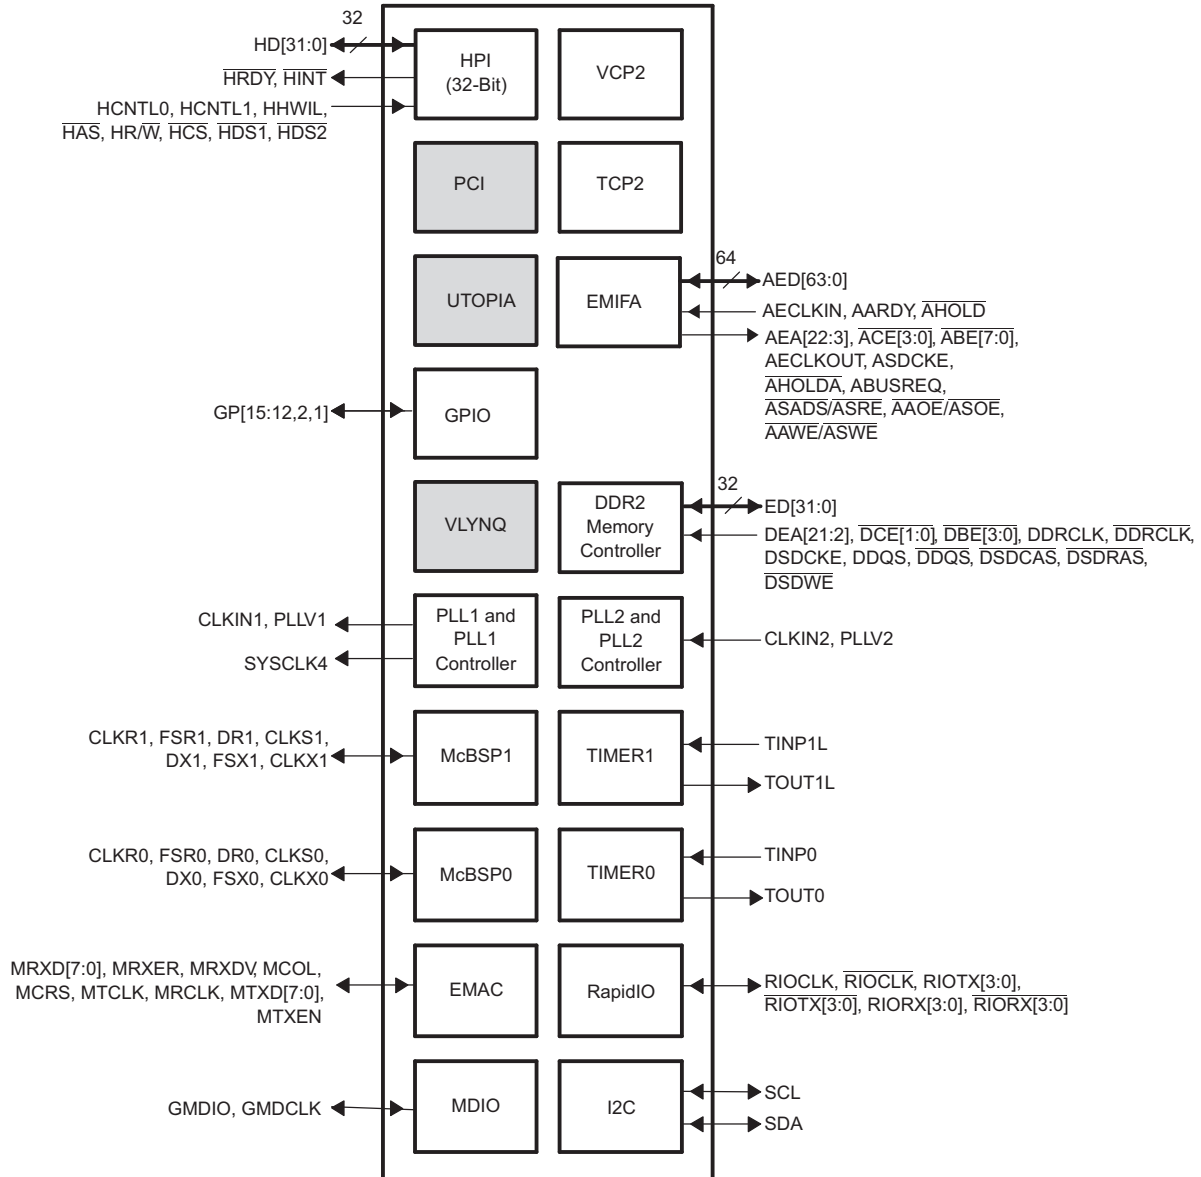 32
HD[31:0]
HRDY, HINT
HCNTL0, HCNTL1, HHWIL,
HAS, HR/W, HCS, HDS1, HDS2
HPI
(32-Bit)
VCP2
PCI
TCP2
UTOPIA
EMIFA
64
AED[63:0]
AECLKIN, AARDY, AHOLD
AEA[22:3], ACE[3:0], ABE[7:0],
AECLKOUT, ASDCKE,
AHOLDA, ABUSREQ,
ASADS/ASRE, AAOE/ASOE,
AAWE/ASWE
GP[15:12,2,1]
GPIO
VLYNQ
DDR2
Memory
Controller
32
ED[31:0]
DEA[21:2], DCE[1:0], DBE[3:0], DDRCLK, DDRCLK,
DSDCKE, DDQS, DDQS, DSDCAS, DSDRAS,
DSDWE
CLKIN1, PLLV1
SYSCLK4
PLL1 and
PLL1
Controller
PLL2 and
PLL2
Controller
CLKIN2, PLLV2
CLKR1, FSR1, DR1, CLKS1,
DX1, FSX1, CLKX1
McBSP1
TIMER1
TINP1L
TOUT1L
CLKR0, FSR0, DR0, CLKS0,
DX0, FSX0, CLKX0
McBSP0
TIMER0
TINP0
TOUT0
MRXD[7:0], MRXER, MRXDV, MCOL,
MCRS, MTCLK, MRCLK, MTXD[7:0],
MTXEN
EMAC
RapidIO
RIOCLK, RIOCLK, RIOTX[3:0],
RIOTX[3:0], RIORX[3:0], RIORX[3:0]
GMDIO, GMDCLK
MDIO
I2C
SCL
SDA